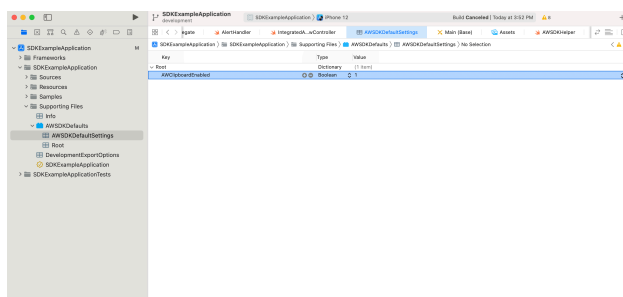 SDKExampleApplication
development
SDKExampleApplication 〉 iPhone 12
Build Canceled | Today at 3:52 PM
egate
AlertHandler
IntegratedA...wController
AWSDKDefaultSettings
Main (Base)
Assets
AWSDKHelper
SDKExampleApplication 〉 SDKExampleApplication 〉 Supporting Files 〉 AWSDKDefaults 〉 AWSDKDefaultSettings 〉 No Selection
SDKExampleApplication M
Frameworks
SDKExampleApplication
Sources
Resources
Samples
Supporting Files
Info
AWSDKDefaults
AWSDKDefaultSettings
Root
DevelopmentExportOptions
SDKExampleApplication
SDKExampleApplicationTests
Key Type Value
Root Dictionary (1 item)
AWClipboardEnabled Boolean 1